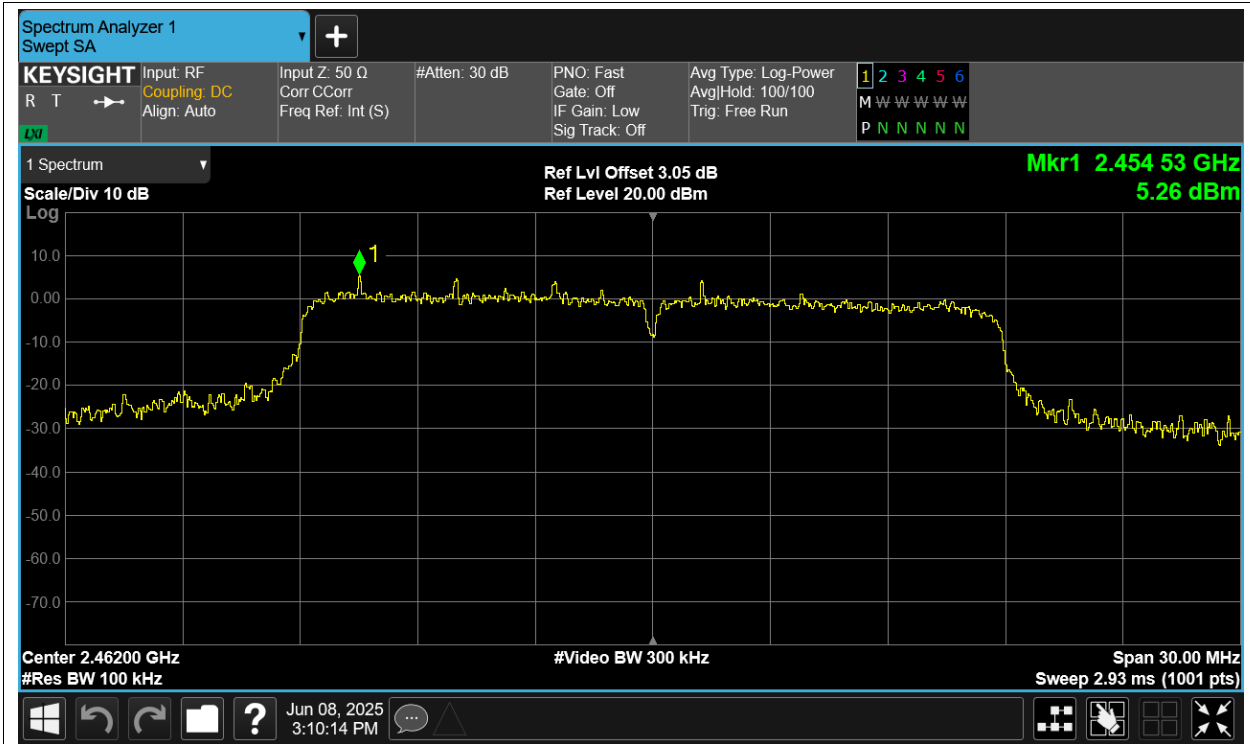 Spectrum Analyzer 1
Swept SA
KEYSIGHT
R T
LXI
Input: RF
Coupling: DC
Align: Auto
Input Z: 50 Ω
Corr CCorr
Freq Ref: Int (S)
#Atten: 30 dB
PNO: Fast
Gate: Off
IF Gain: Low
Sig Track: Off
Avg Type: Log-Power
Avg|Hold: 100/100
Trig: Free Run
1 2 3 4 5 6
M W W W W W
P N N N N N
1 Spectrum
Scale/Div 10 dB
Ref Lvl Offset 3.05 dB
Ref Level 20.00 dBm
Mkr1 2.454 53 GHz
5.26 dBm
Log
1
10.0
0.00
-10.0
-20.0
-30.0
-40.0
-50.0
-60.0
-70.0
Center 2.46200 GHz
#Video BW 300 kHz
Span 30.00 MHz
#Res BW 100 kHz
Sweep 2.93 ms (1001 pts)
?
Jun 08, 2025
3:10:14 PM